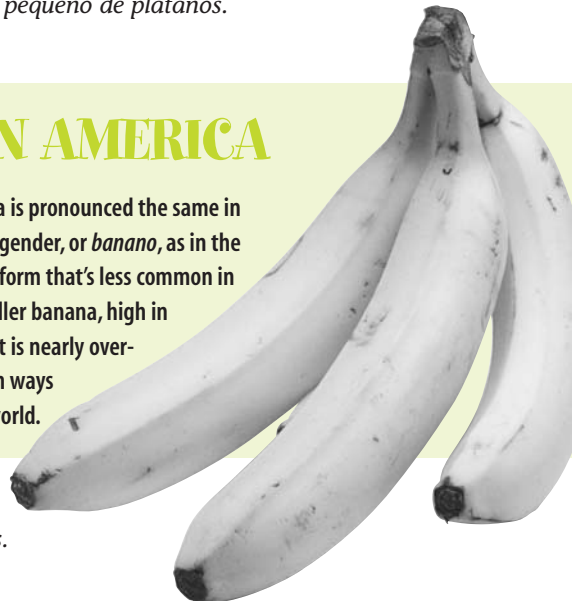 pequeño de plátanos.
N AMERICA
a is pronounced the same in
gender, or banano, as in the
form that's less common in
ller banana, high in
t is nearly over-
n ways
vorld.
s.